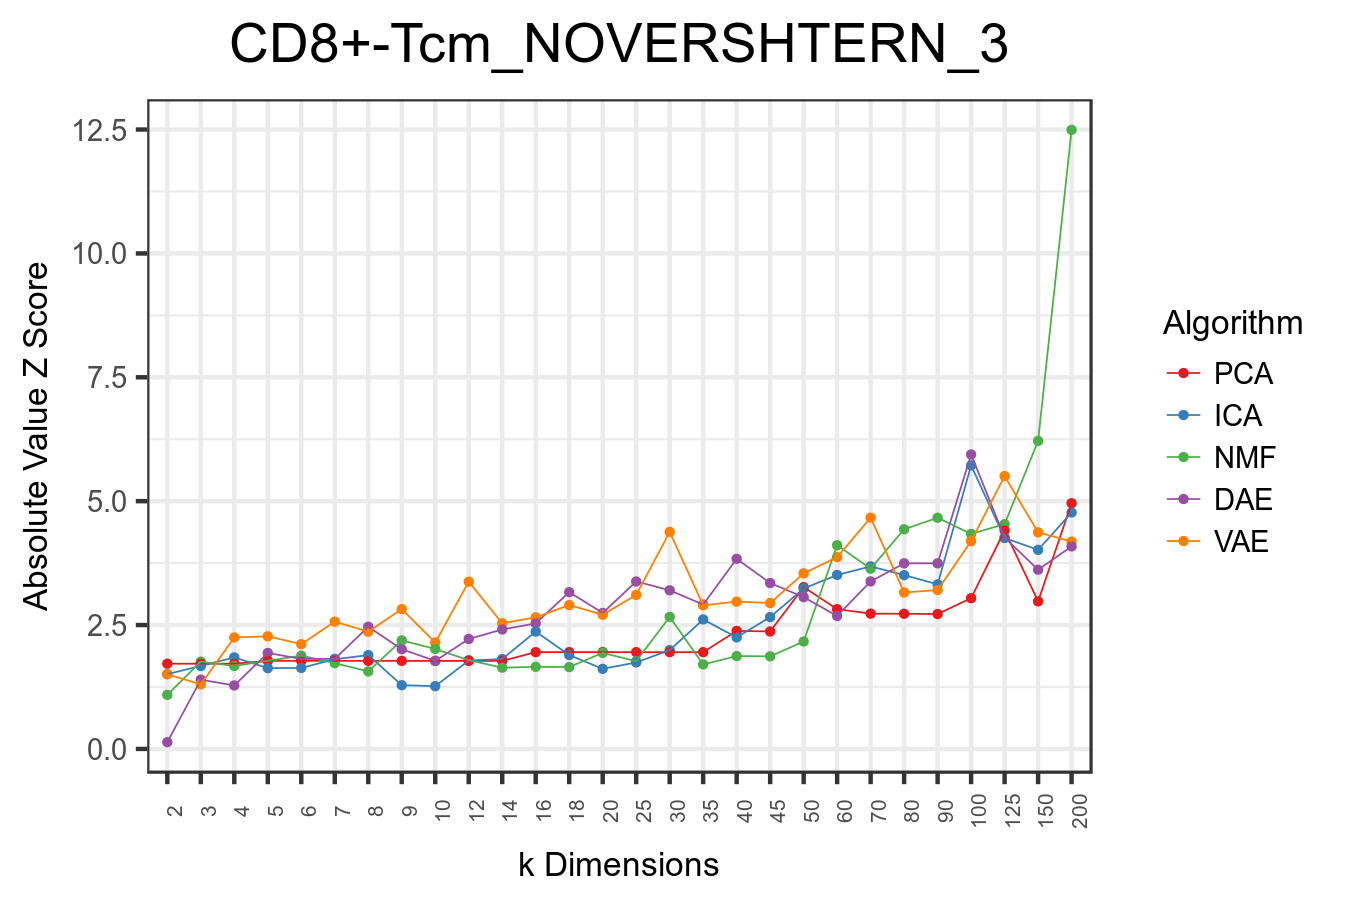 CD8+-Tcm_NOVERSHTERN_3
Absolute Value Z Score
12.5
10.0
7.5
5.0
2.5
0.0
2 3 4 5 6 7 8 9 10 12 14 16 18 20 25 30 35 40 45 50 60 70 80 90 100 125 150 200
k Dimensions
Algorithm
PCA
ICA
NMF
DAE
VAE